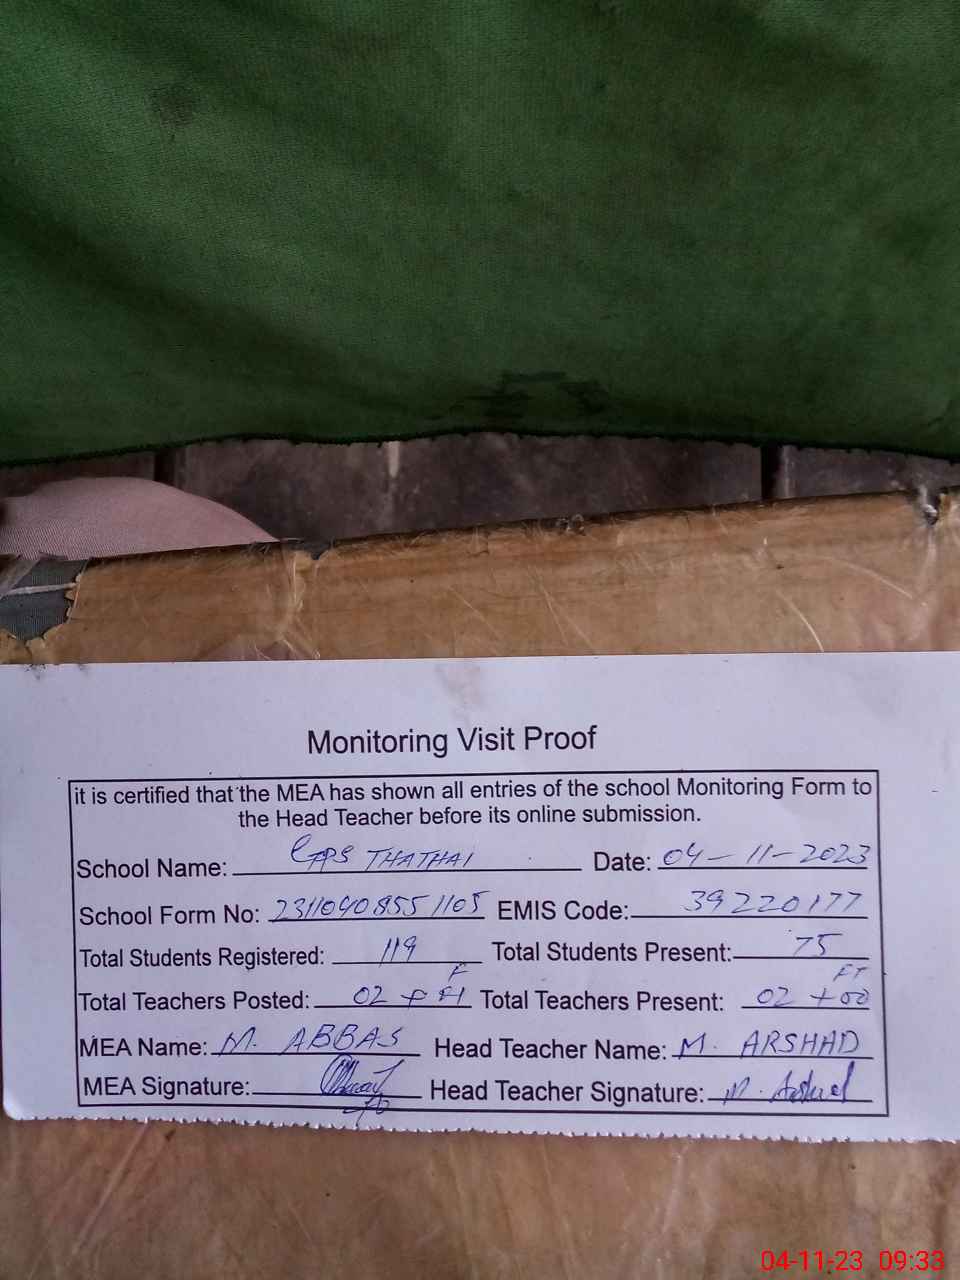 Monitoring Visit Proof
it is certified that the MEA has shown all entries of the school Monitoring Form to
the Head Teacher before its online submission.
School Name: GPS THATHAI Date: 04-11-2023
School Form No: 23110408551105 EMIS Code: 39220177
Total Students Registered: 119 Total Students Present: 75
Total Teachers Posted: 02 + Total Teachers Present: 02 + 00
MEA Name: M. ABBAS Head Teacher Name: M. ARSHAD
MEA Signature: Head Teacher Signature: M. Arshad
04-11-23 09:33